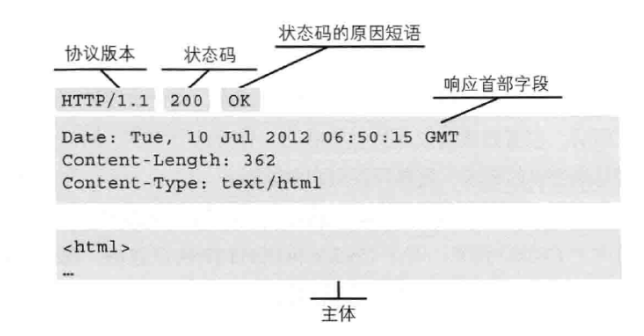 状态码的原因短语
协议版本 状态码
响应首部字段
HTTP/1.1 200 OK
Date: Tue, 10 Jul 2012 06:50:15 GMT
Content-Length: 362
Content-Type: text/html
<html>
…
主体